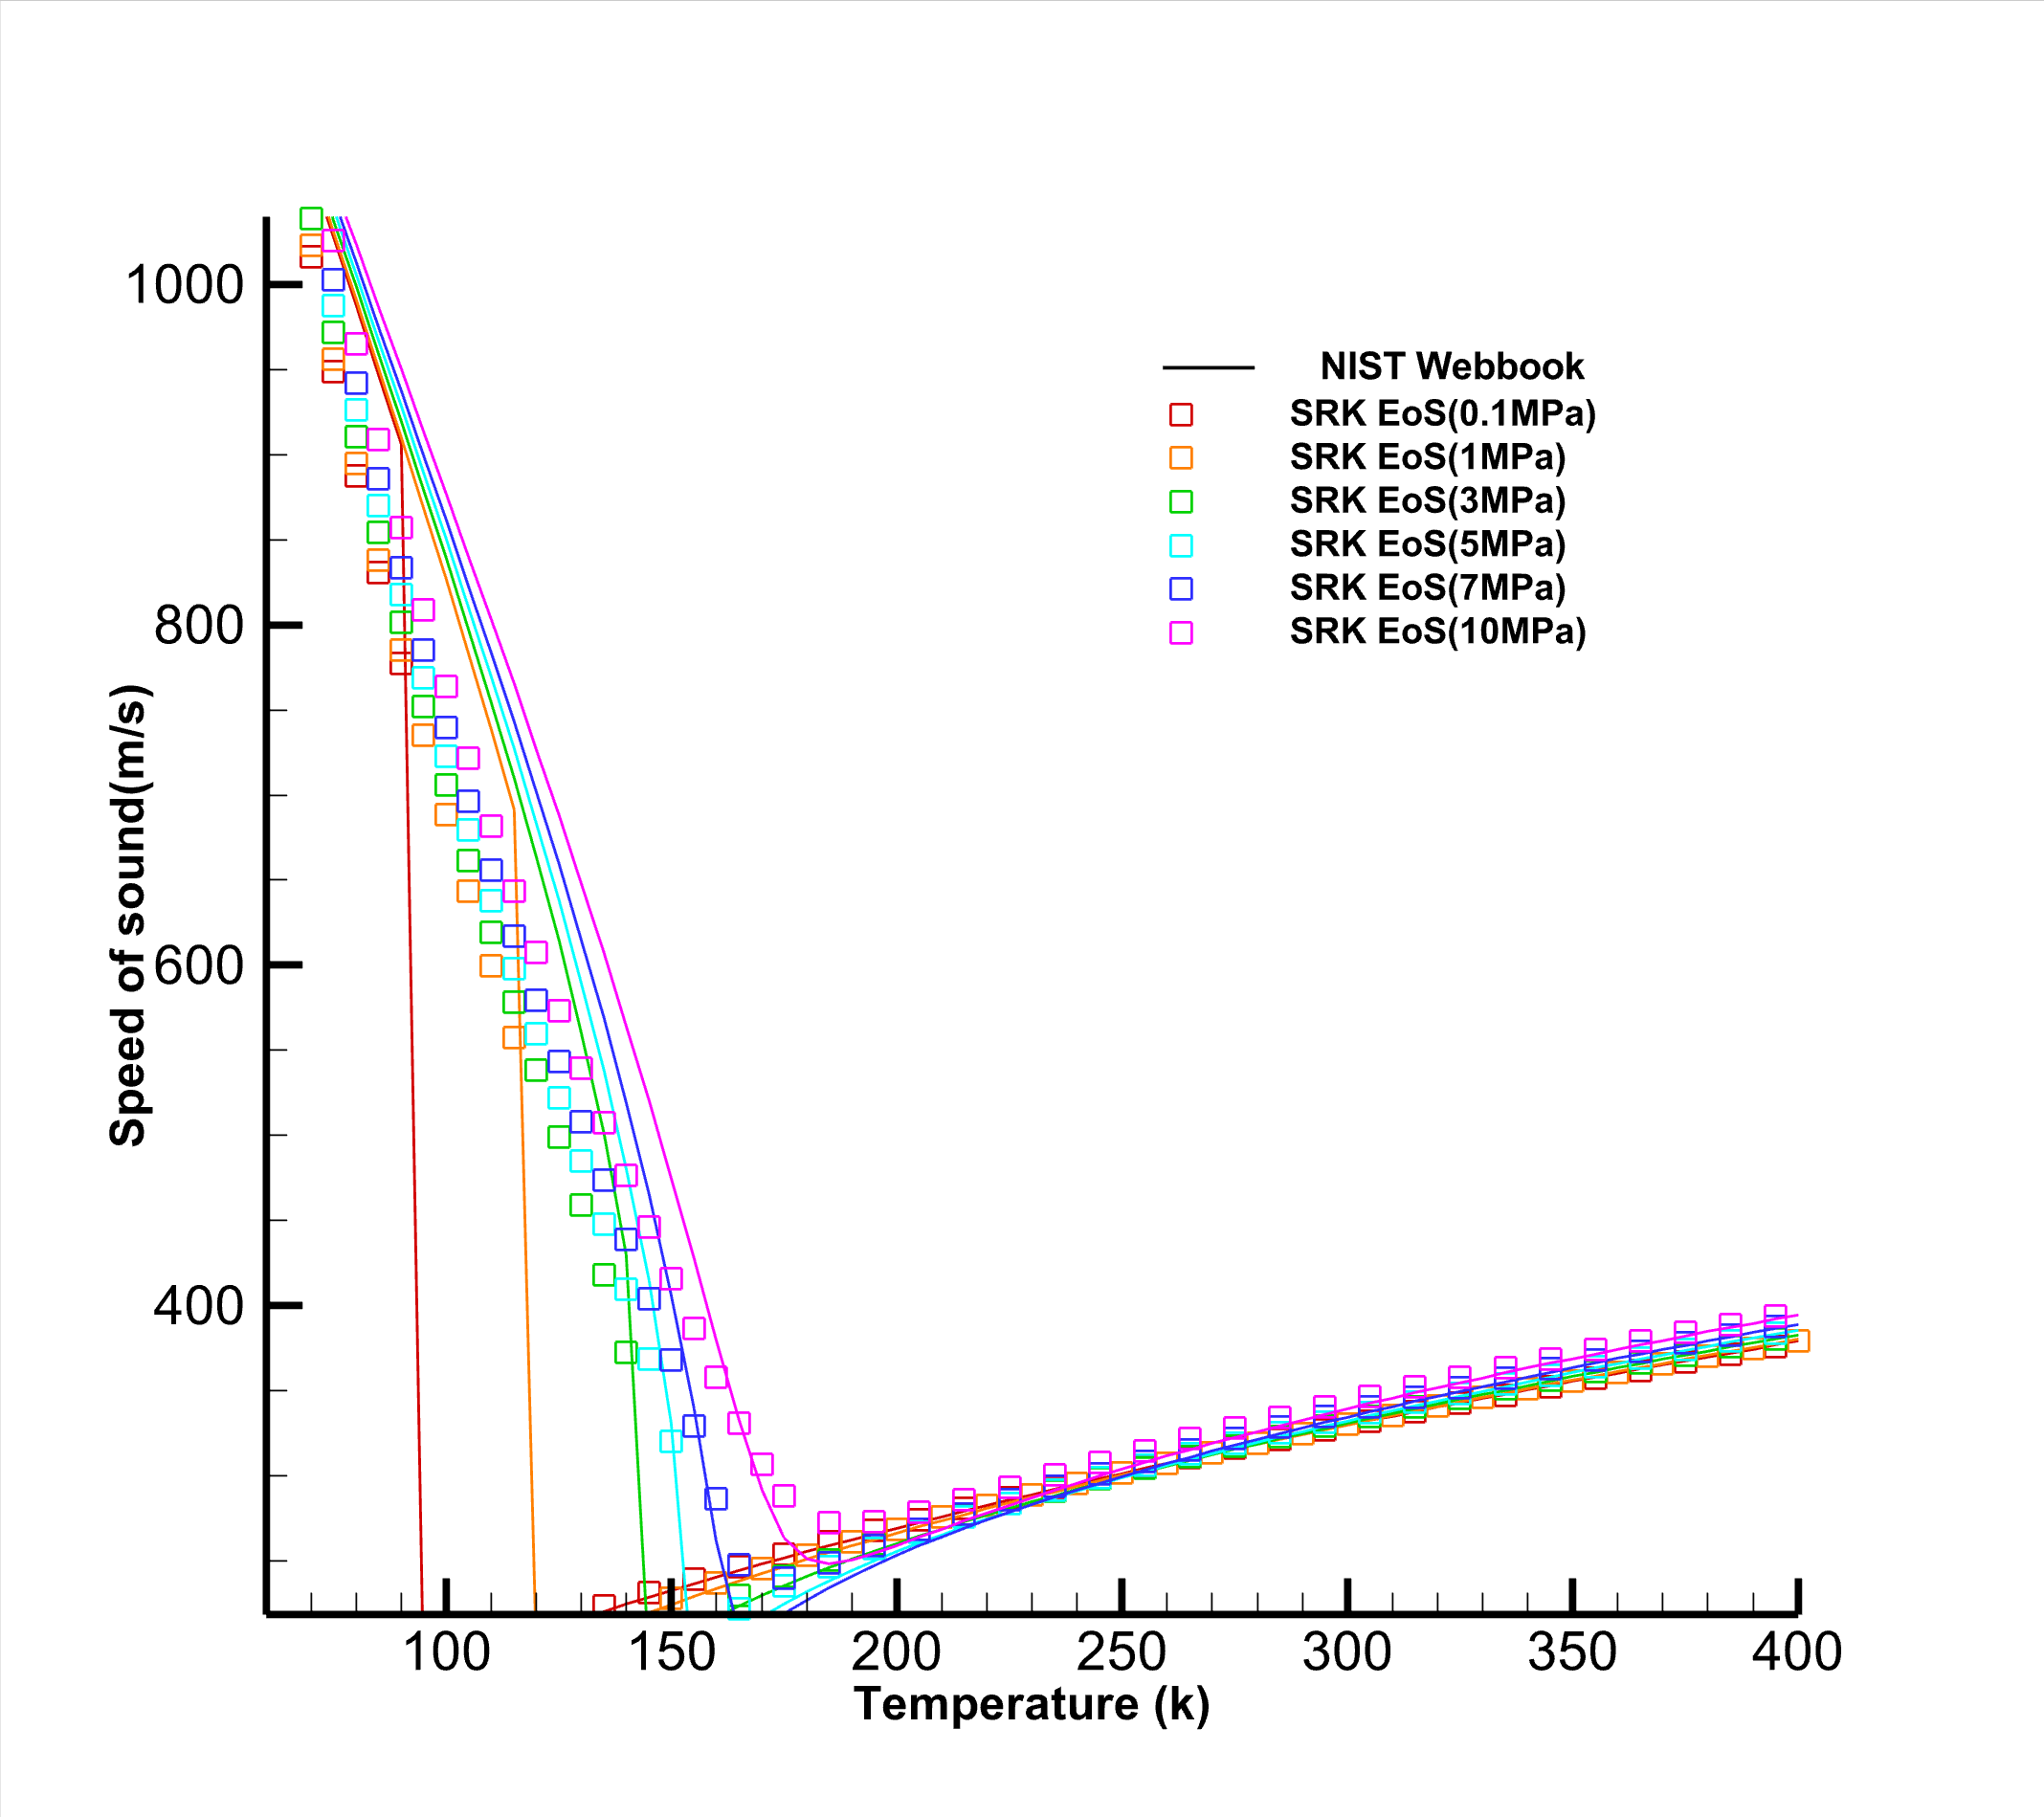 1000
800
600
400
Speed of sound(m/s)
NIST Webbook
SRK EoS(0.1MPa)
SRK EoS(1MPa)
SRK EoS(3MPa)
SRK EoS(5MPa)
SRK EoS(7MPa)
SRK EoS(10MPa)
100 150 200 250 300 350 400
Temperature (k)